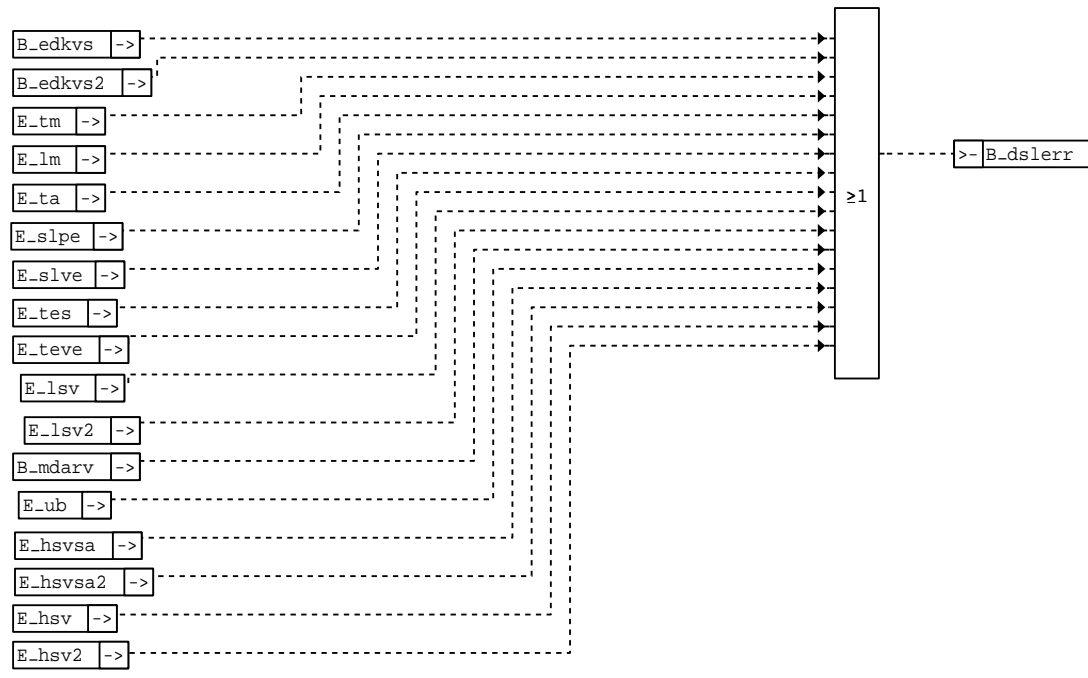 B_edkvs ->
B_edkvs2 ->
E_tm ->
E_lm ->
E_ta ->
E_slpe ->
E_slve ->
E_tes ->
E_teve ->
E_lsv ->
E_lsv2 ->
B_mdarv ->
E_ub ->
E_hsvsa ->
E_hsvsa2 ->
E_hsv ->
E_hsv2 ->
≥1
>- B_dslerr